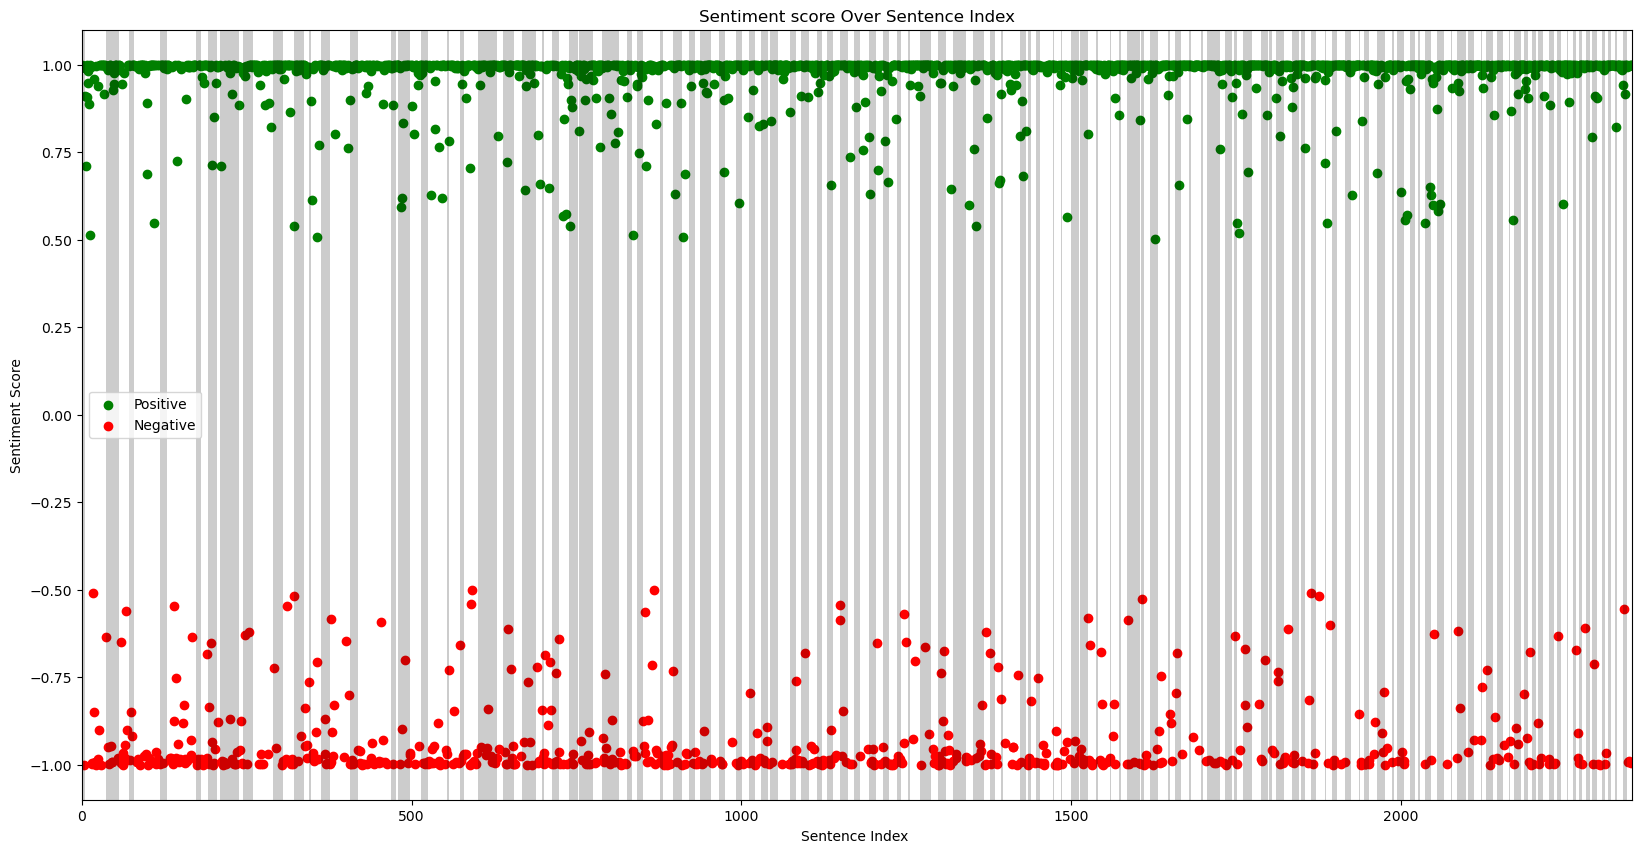 Sentiment score Over Sentence Index
1.00
0.75
0.50
0.25
0.00
−0.25
−0.50
−0.75
−1.00
Sentiment Score
Positive
Negative
0
500
1000
1500
2000
Sentence Index